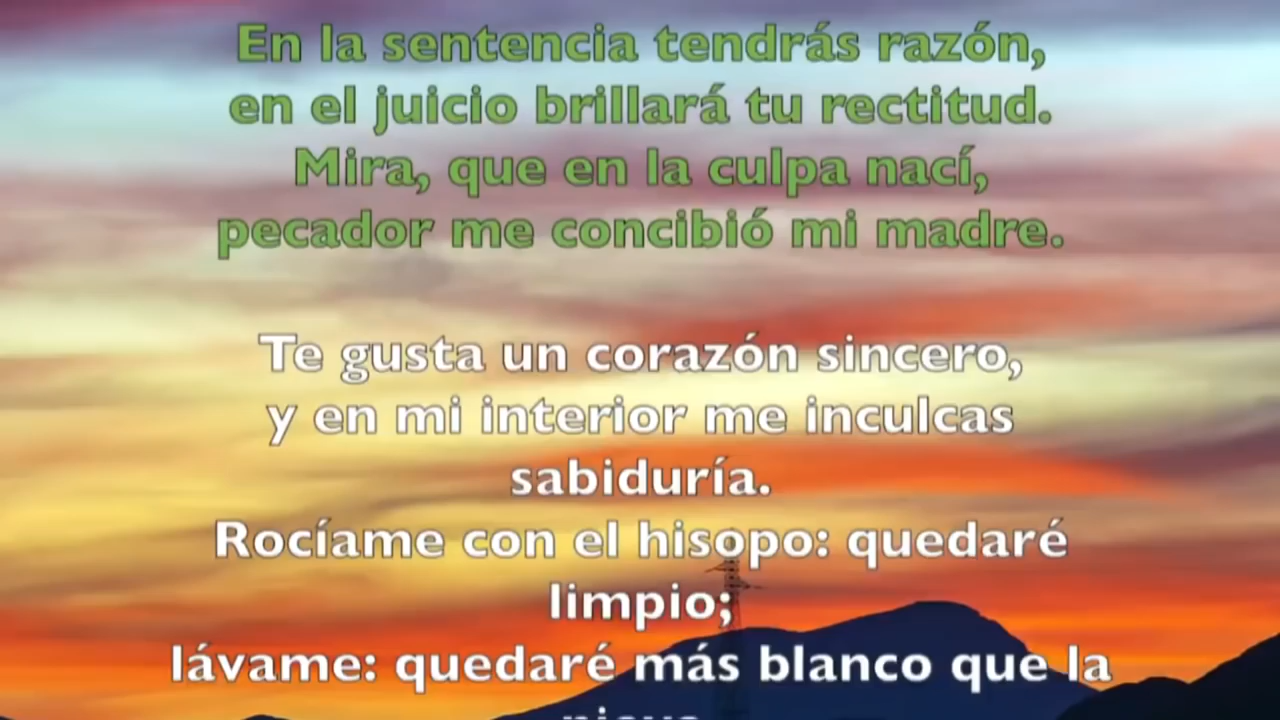 En la sentencia tendrás razón,
en el juicio brillará tu rectitud.
Mira, que en la culpa nací,
pecador me concibió mi madre.
Te gusta un corazón sincero,
y en mi interior me inculcas
sabiduría.
Rocíame con el hisopo: quedaré
limpio;
lávame: quedaré más blanco que la